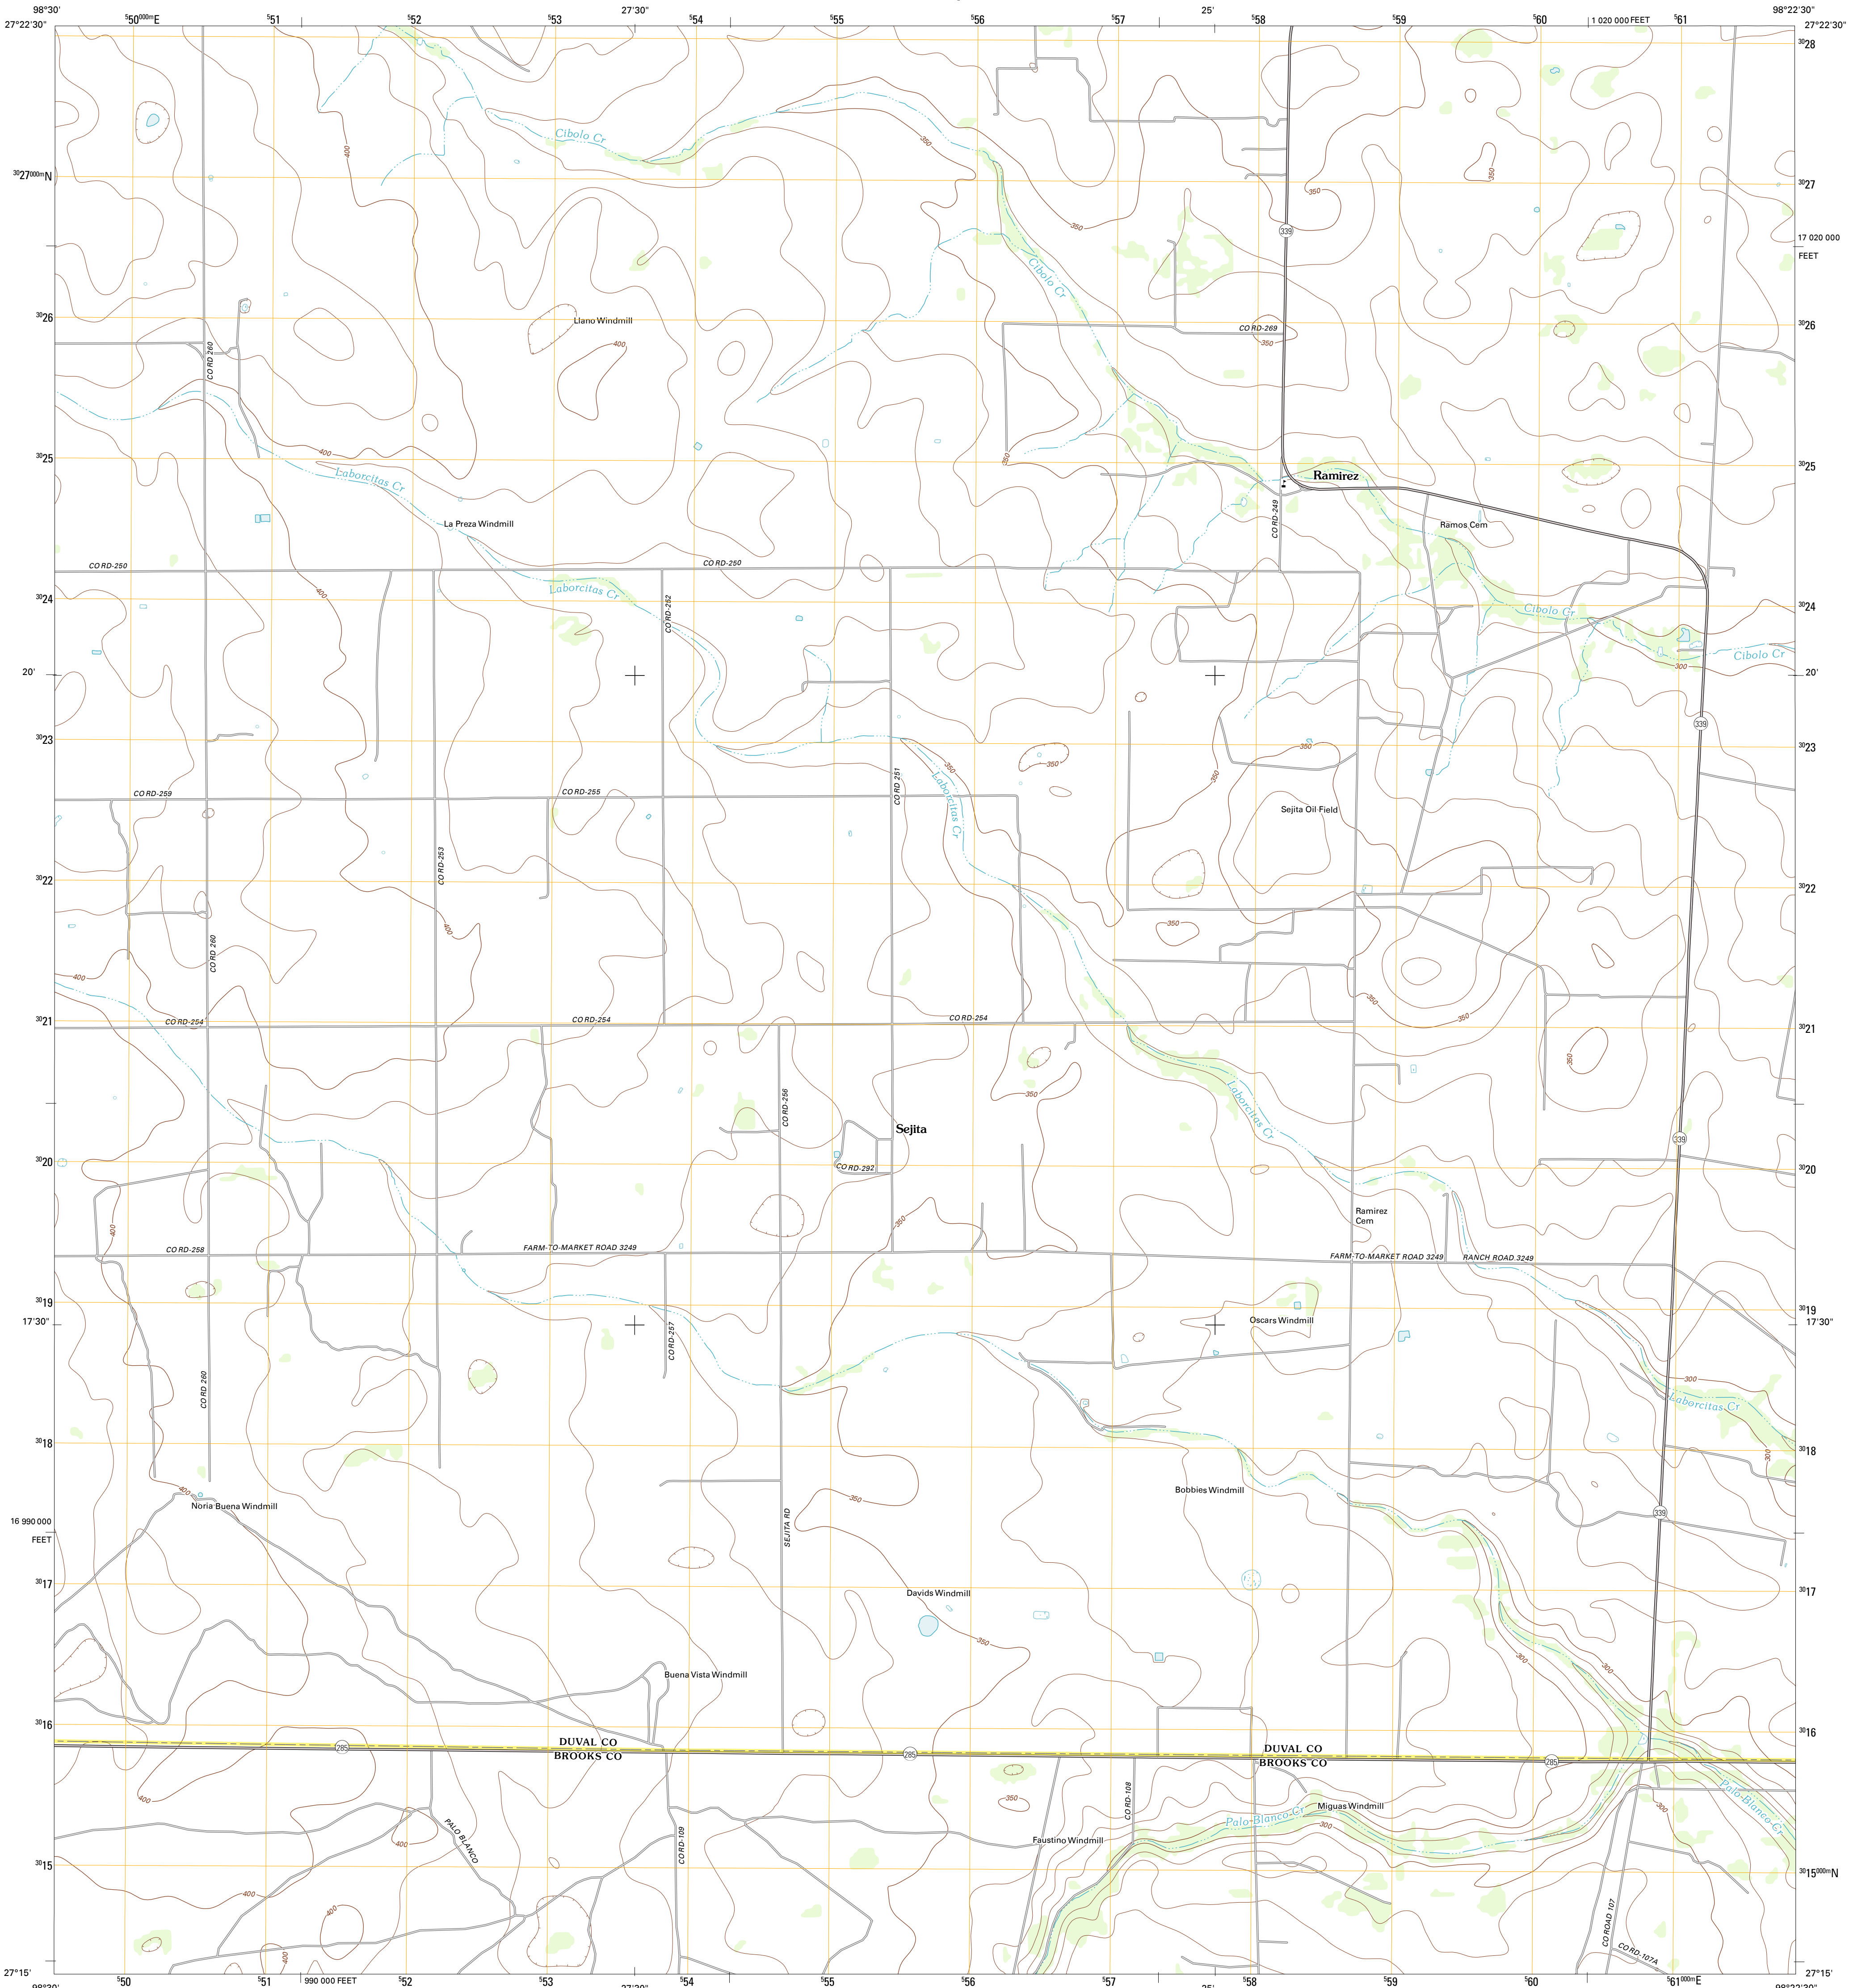 98°30' 550000mE 551 552 553 27'30" 554 555 556 557 25' 558 559 560 1 020 000 FEET 561 98°22'30"
27°22'30" 27°22'30"
3028
Cibolo Cr
400
350
3027000mN
350
350
3027
350
339
17 020 000
FEET
Cibolo Cr
3026
Llano Windmill
400
CO RD-269
350
3026
CO RD 260
3025
400
350
3025
Laborcitas Cr
Ramirez
La Preza Windmill
CO RD-249
Ramos Cem
CO RD-250
CO RD-250
400
Laborcitas Cr
CO RD-252
3024
Cibolo Cr
3024
Cibolo Cr
300
20'
20'
339
3023
350
350
350
350
3023
Laborcitas Cr
CO RD 251
CO RD-259
CO RD-255
Sejita Oil Field
CO RD-253
3022
3022
400
350
CO RD 260
400
350
350
3021
CO RD-254
CO RD-254
CO RD-254
3021
350
350
CO RD-256
Laborcitas Cr
Sejita
339
3020
CO RD-292
3020
400
350
Ramirez
Cem
CO RD-258
FARM-TO-MARKET ROAD 3249
FARM-TO-MARKET ROAD 3249
RANCH ROAD 3249
3019
3019
17'30"
Oscars Windmill
17'30"
CO RD-257
CO RD 260
300
Laborcitas Cr
3018
3018
300
400
Noria Buena Windmill
350
Bobbies Windmill
16 990 000
FEET
SEJITA RD
339
3017
Davids Windmill
3017
350
300
300
Buena Vista Windmill
3016
3016
285
DUVAL CO
BROOKS CO
285
DUVAL CO
BROOKS CO
285
400
350
CO RD-108
Palo Blanco Cr
Miguas Windmill
300
300
Palo Blanco Cr
400
PALO BLANCO
CO RD-109
Faustino Windmill
3015
3015000mN
400
400
400
CO ROAD 107
CO RD-107A
27°15' 27°15'
550 551 990 000 FEET 552 553 554 555 556 557 558 559 560 561000mE
98°30' 27'30" 25' 98°22'30"